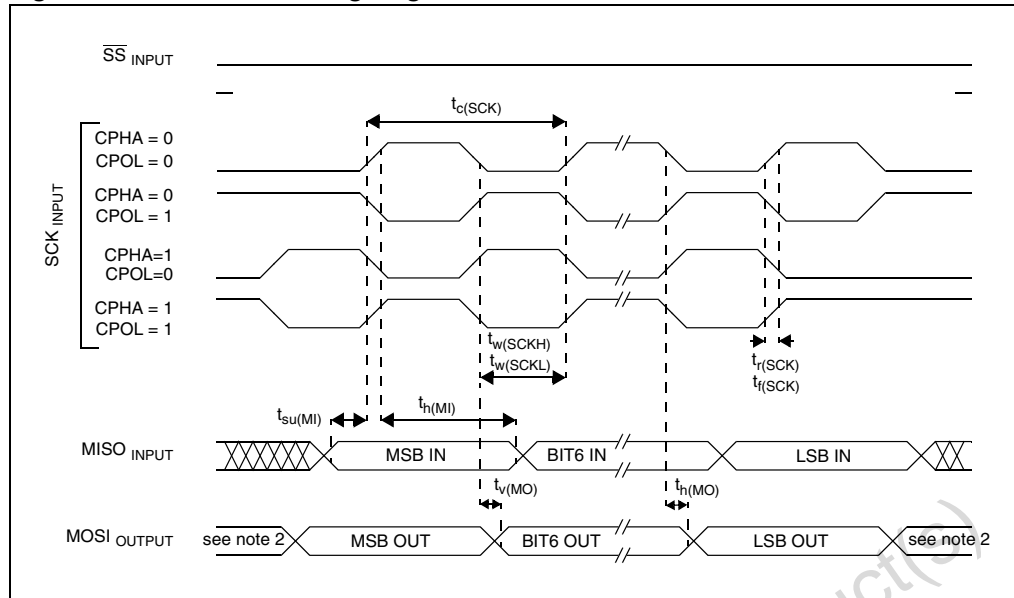 SS INPUT
tc(SCK)
SCK INPUT
CPHA = 0
CPOL = 0
CPHA = 0
CPOL = 1
CPHA=1
CPOL=0
CPHA = 1
CPOL = 1
tw(SCKH)
tw(SCKL)
tr(SCK)
tf(SCK)
tsu(MI)
th(MI)
MISO INPUT
MSB IN
BIT6 IN
LSB IN
tv(MO)
th(MO)
MOSI OUTPUT
see note 2
MSB OUT
BIT6 OUT
LSB OUT
see note 2